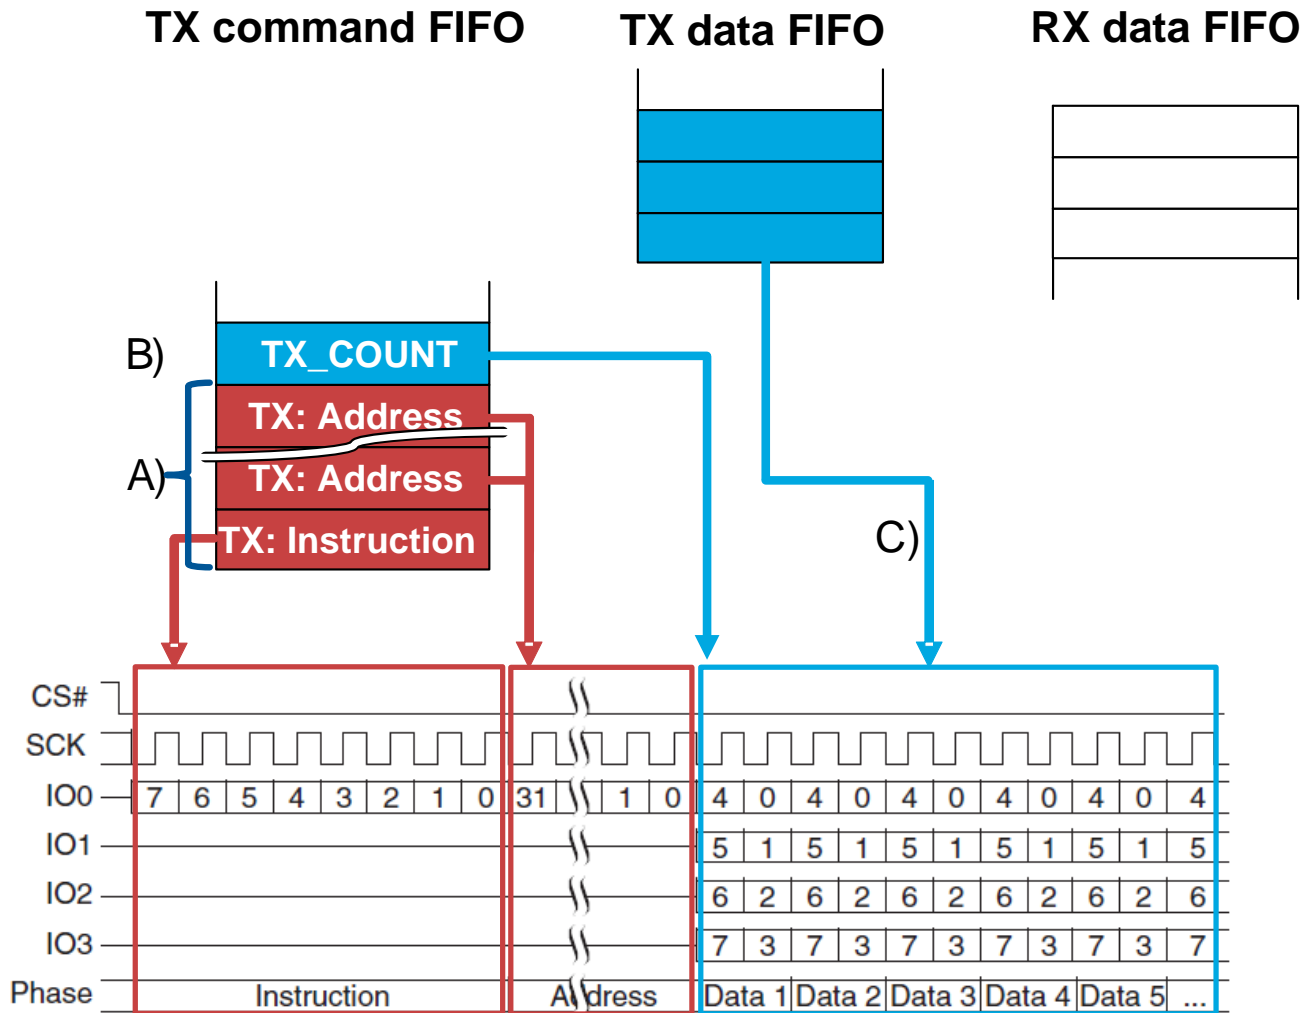 TX command FIFO
TX data FIFO
RX data FIFO
B)
TX_COUNT
TX: Address
A)
TX: Address
TX: Instruction
C)
CS#
SCK
IO0 7 6 5 4 3 2 1 0 31 1 0 4 0 4 0 4 0 4 0 4 0 4
IO1 5 1 5 1 5 1 5 1 5 1 5
IO2 6 2 6 2 6 2 6 2 6 2 6
IO3 7 3 7 3 7 3 7 3 7 3 7
Phase Instruction Address Data 1 Data 2 Data 3 Data 4 Data 5 ...